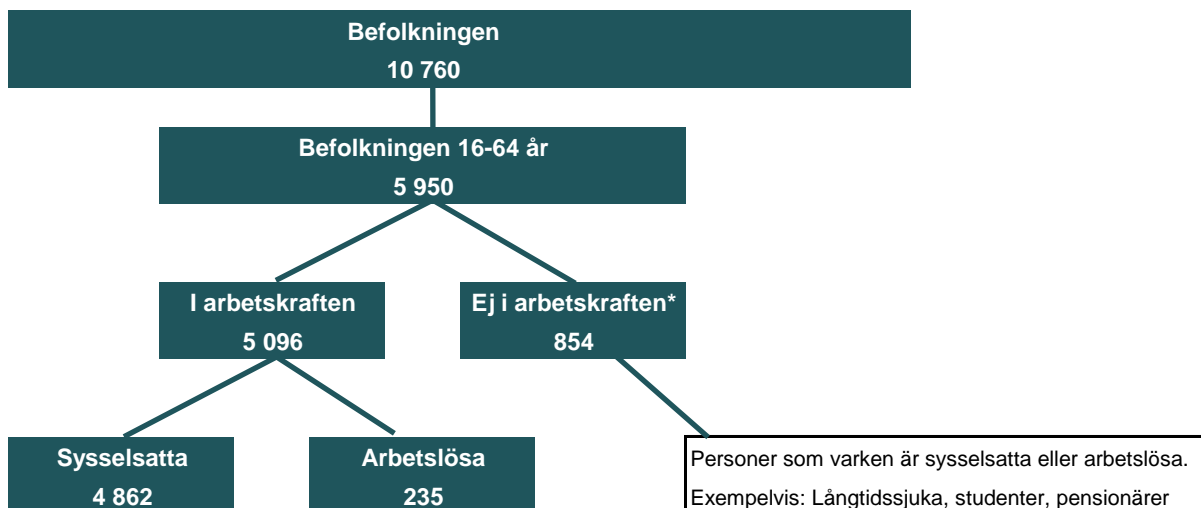 Befolkningen
10 760
Befolkningen 16-64 år
5 950
I arbetskraften
5 096
Ej i arbetskraften*
854
Sysselsatta
4 862
Arbetslösa
235
Personer som varken är sysselsatta eller arbetslösa.
Exempelvis: Långtidssjuka, studenter, pensionärer